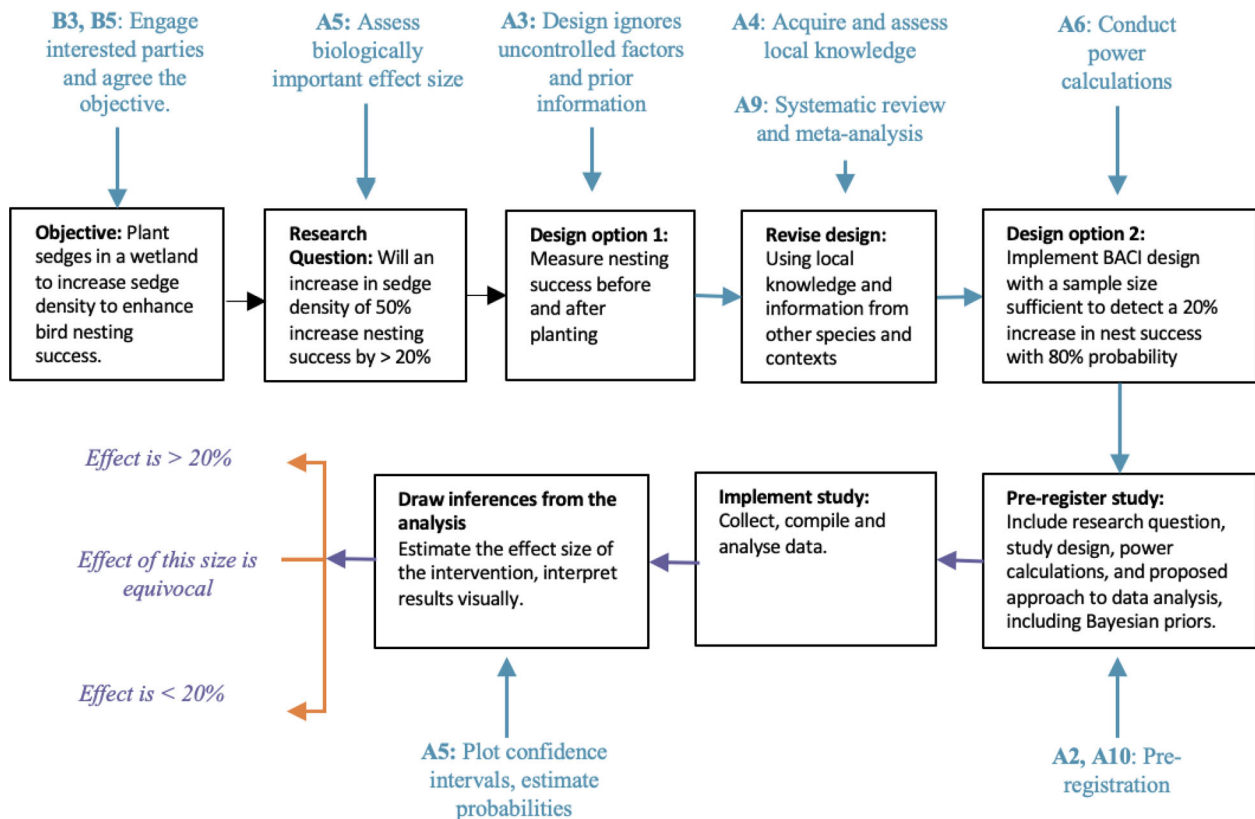 B3, B5: Engage
interested parties
and agree the
objective.
A5: Assess
biologically
important effect size
A3: Design ignores
uncontrolled factors
and prior
information
A4: Acquire and assess
local knowledge
A9: Systematic review
and meta-analysis
A6: Conduct
power
calculations
Objective: Plant
sedges in a wetland
to increase sedge
density to enhance
bird nesting
success.
Research
Question: Will an
increase in sedge
density of 50%
increase nesting
success by > 20%
Design option 1:
Measure nesting
success before
and after
planting
Revise design:
Using local
knowledge and
information from
other species and
contexts
Design option 2:
Implement BACI design
with a sample size
sufficient to detect a 20%
increase in nest success
with 80% probability
Effect is > 20%
Effect of this size is
equivocal
Effect is < 20%
Draw inferences from the
analysis
Estimate the effect size of
the intervention, interpret
results visually.
Implement study:
Collect, compile and
analyse data.
Pre-register study:
Include research question,
study design, power
calculations, and proposed
approach to data analysis,
including Bayesian priors.
A5: Plot confidence
intervals, estimate
probabilities
A2, A10: Pre-
registration